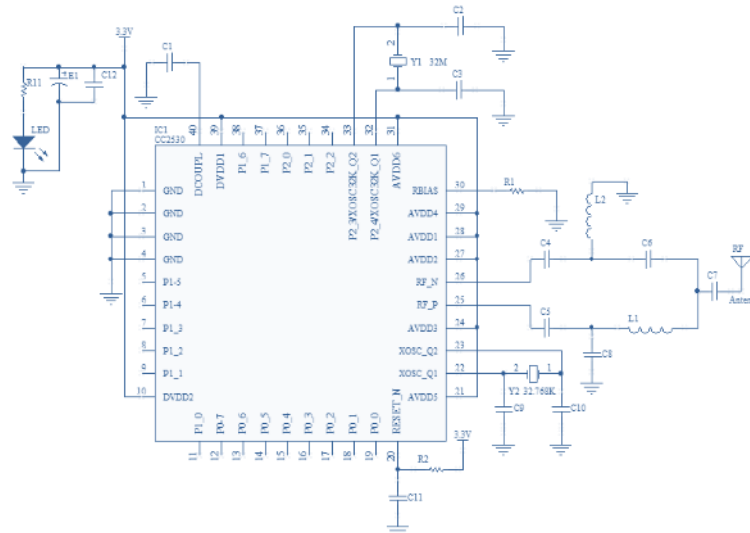 3.3V
C1
C2
2
Y1 32M
1
C3
R11
E1
C12
LED
IC1
CC2530
40
39
38
37
36
35
34
33
32
31
DCOUPL
DVDD1
P1_6
P1_7
P2_0
P2_1
P2_2
P2_3/XOSC32K_Q2
P2_4/XOSC32K_Q1
AVDD6
1 GND
2 GND
3 GND
4 GND
5 P1-5
6 P1-4
7 P1_3
8 P1_2
9 P1_1
10 DVDD2
RBIAS 30
AVDD4 29
AVDD1 28
AVDD2 27
RF_N 26
RF_P 25
AVDD3 24
XOSC_Q2 23
XOSC_Q1 22
AVDD5 21
R1
L2
C4
C6
RF
C7
Anter
C5
L1
C8
2
1
Y2 32.768K
C9
C10
P1_0
P0-7
P0_6
P0_5
P0_4
P0_3
P0_2
P0_1
P0_0
RESET_N
11
12
13
14
15
16
17
18
19
20
3.3V
R2
C11